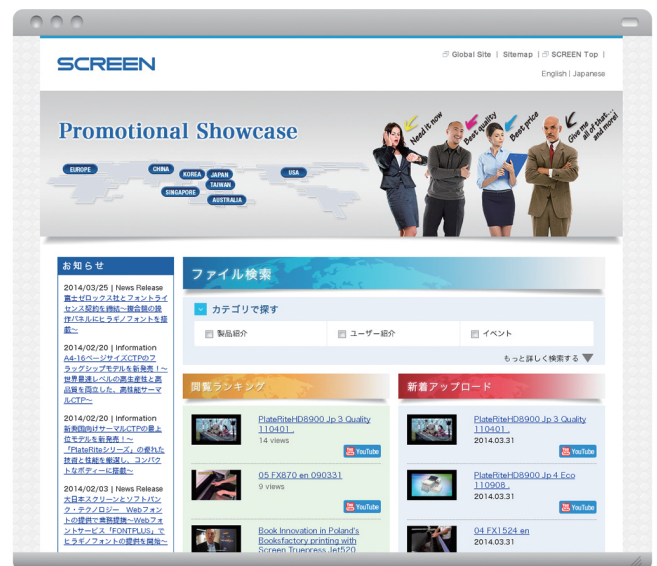 SCREEN
Global Site | Sitemap | SCREEN Top |
English | Japanese
Promotional Showcase
EUROPE
CHINA
KOREA
JAPAN
TAIWAN
SINGAPORE
AUSTRALIA
USA
Need it now
Best quality
Best price
Give me
all of that...
and more!
お知らせ
2014/03/25 | News Release
富士ゼロックス社とフォントライ
センス契約を締結～複合機の操
作パネルにヒラギノフォントを搭
載～
2014/02/20 | Information
A4-16ページサイズCTPのフ
ラッグシップモデルを新発売！～
世界最速レベルの高生産性と高
品質を両立した、高性能サーマ
ルCTP～
2014/02/20 | Information
新興国向けサーマルCTPの最上
位モデルを新発売！～
「PlateRiteシリーズ」の優れた
技術と性能を厳選し、コンパク
トなボディーに搭載～
2014/02/03 | News Release
大日本スクリーンとソフトバン
ク・テクノロジー　Webフォン
トの提供で業務提携～Webフォ
ントサービス「FONTPLUS」で
ヒラギノフォントの提供を開始～
ファイル検索
カテゴリで探す
製品紹介
ユーザー紹介
イベント
もっと詳しく検索する
閲覧ランキング
PlateRiteHD8900 Jp 3 Quality
110401..
14 views
YouTube
05 FX870 en 090331
9 views
YouTube
Book Innovation in Poland's
Booksfactory printing with
Screen Truepress Jet520
新着アップロード
PlateRiteHD8900 Jp 3 Quality
110401..
2014.03.31
YouTube
PlateRiteHD8900 Jp 4 Eco
110908..
2014.03.31
YouTube
04 FX1524 en
2014.03.31